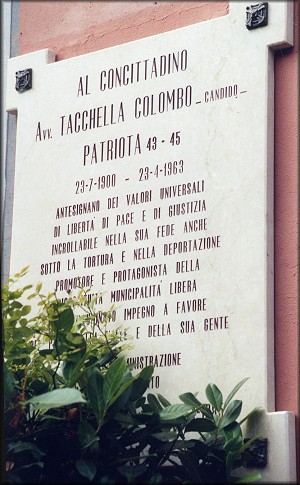 AL CONCITTADINO
Avv. TACCHELLA COLOMBO - CANDIDO -
PATRIOTA 43 - 45
23-7-1900 - 23-4-1963
ANTESIGNANO DEI VALORI UNIVERSALI
DI LIBERTÀ DI PACE E DI GIUSTIZIA
INCROLLABILE NELLA SUA FEDE ANCHE
SOTTO LA TORTURA E NELLA DEPORTAZIONE
PROMOTORE E PROTAGONISTA DELLA
MUNICIPALITÀ LIBERA
IMPEGNO A FAVORE
E DELLA SUA GENTE